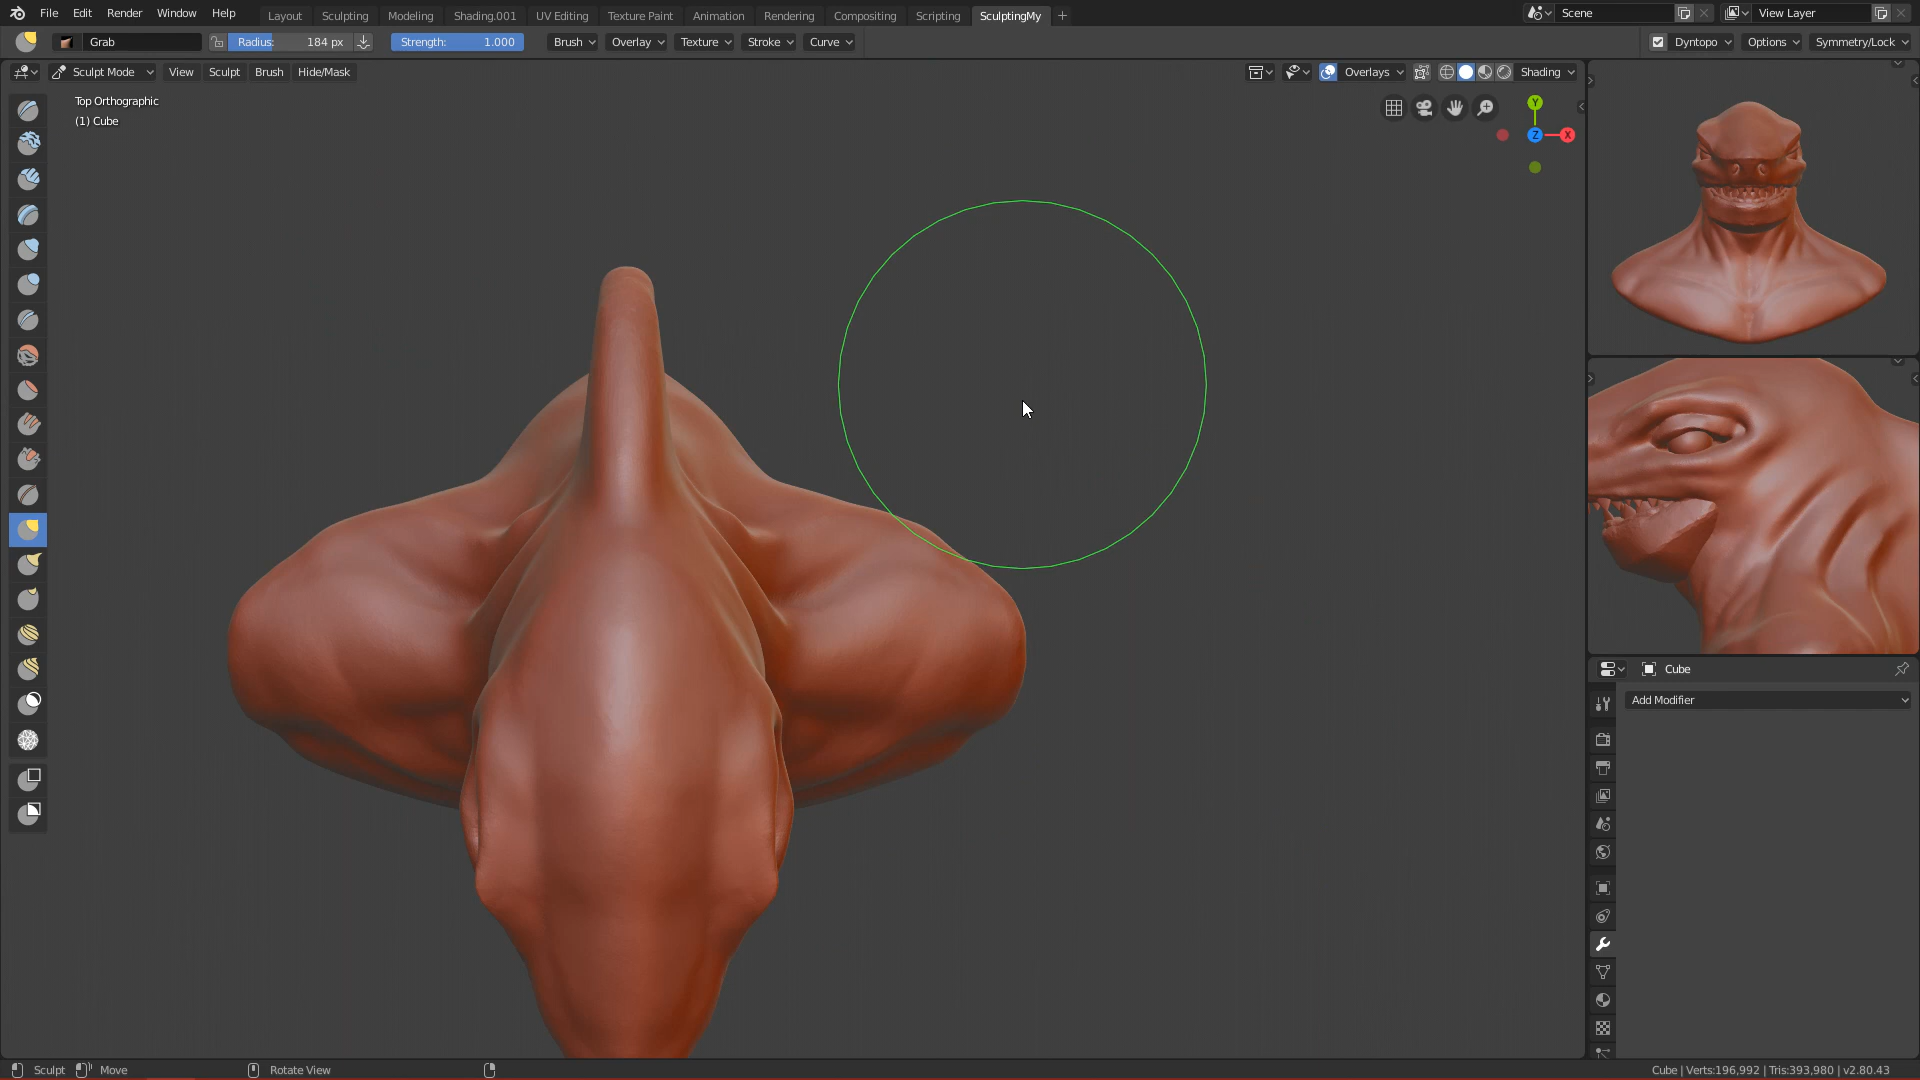 File Edit Render Window Help Layout Sculpting Modeling Shading.001 UV Editing Texture Paint Animation Rendering Compositing Scripting SculptingMy + Scene View Layer
Grab Radius: 184 px Strength: 1.000 Brush Overlay Texture Stroke Curve Dyntopo Options Symmetry/Lock
Sculpt Mode View Sculpt Brush Hide/Mask Overlays Shading
Top Orthographic
(1) Cube
Y
Z X
Cube
Add Modifier
Sculpt Move Rotate View Cube | Verts:196,992 | Tris:393,980 | v2.80.43